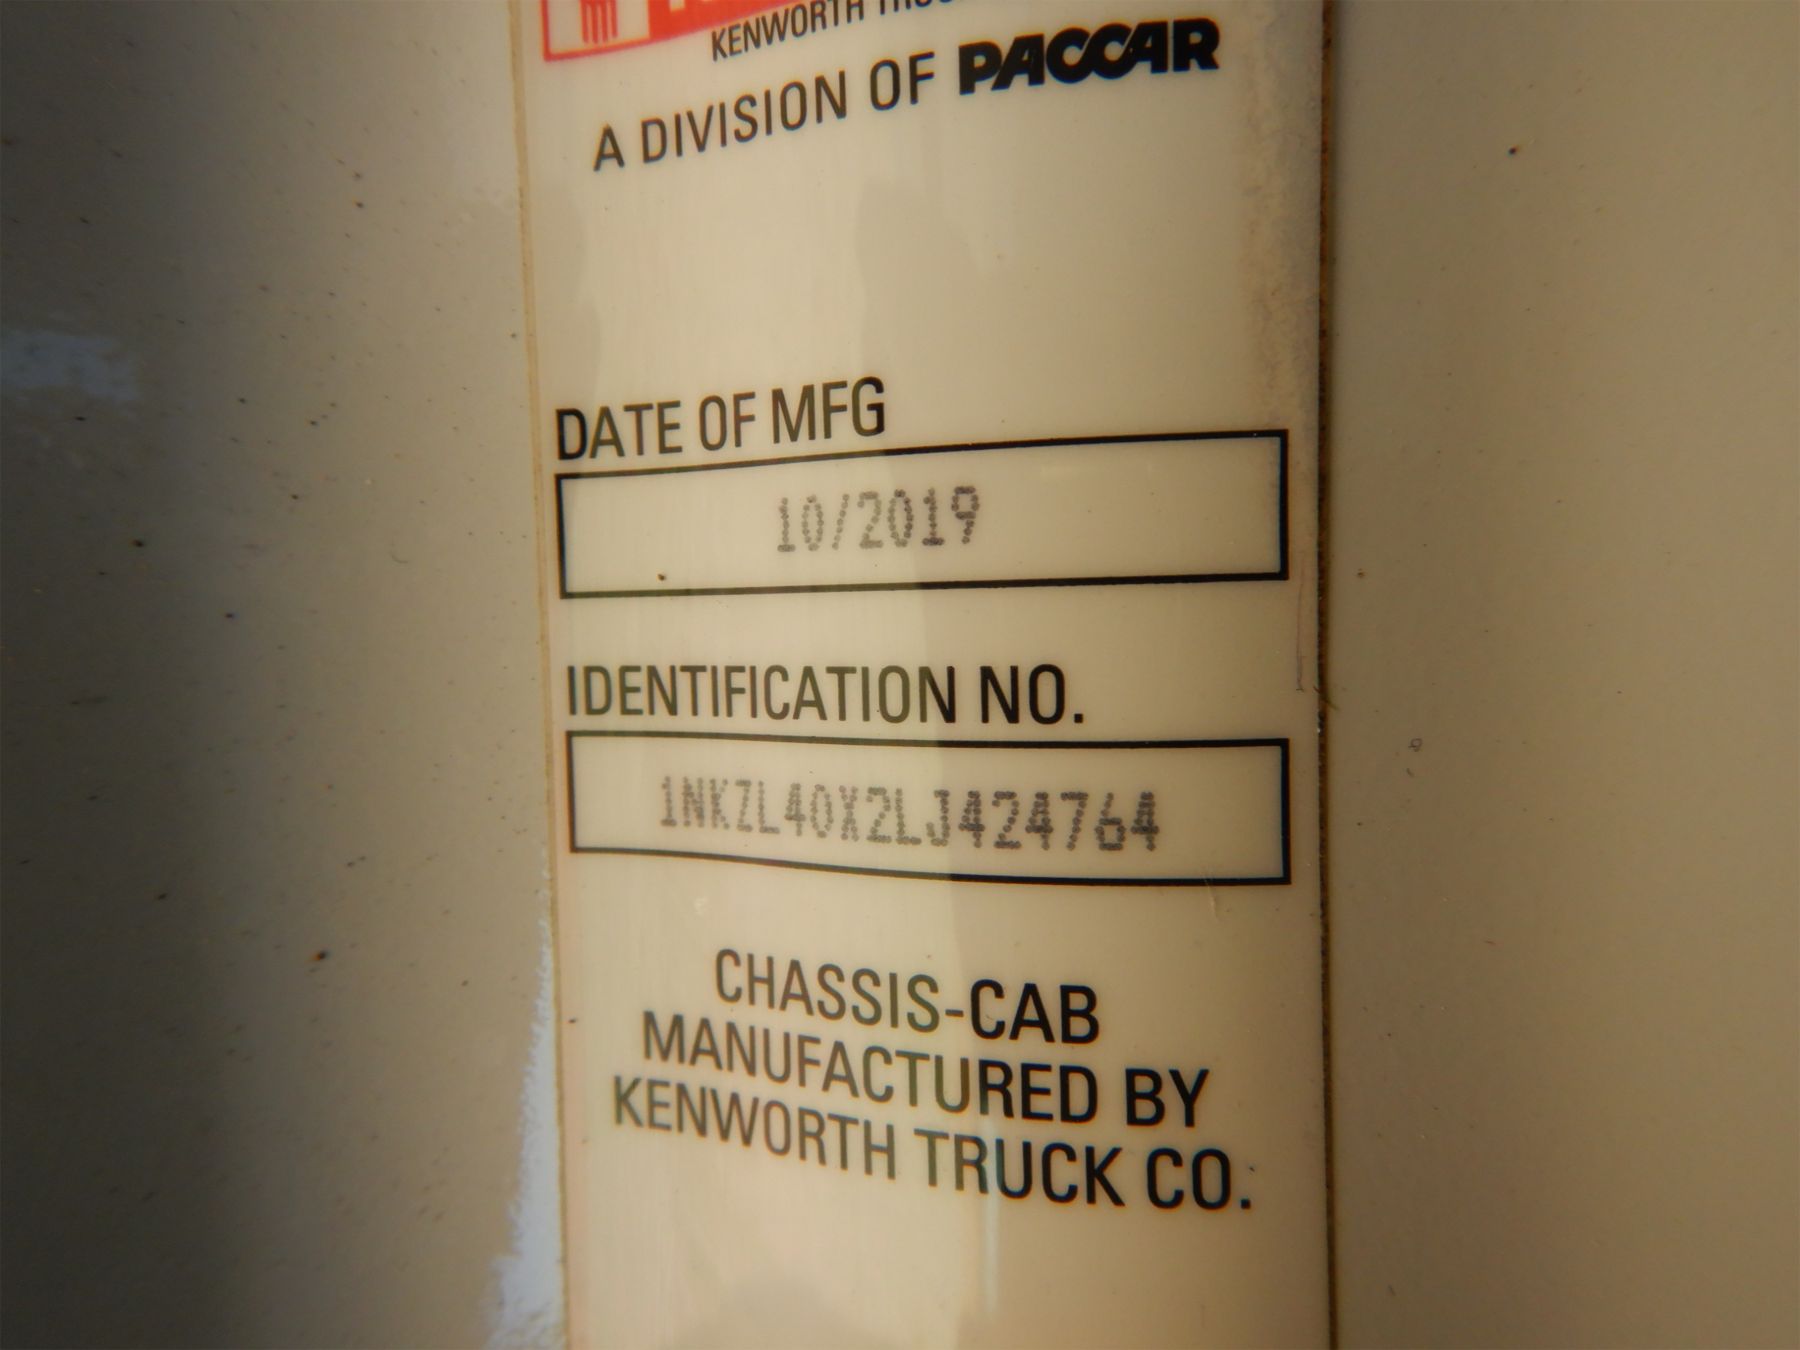 KENWORTH
A DIVISION OF PACCAR
DATE OF MFG
10/2019
IDENTIFICATION NO.
1NKZL40X2LJ424764
CHASSIS-CAB
MANUFACTURED BY
KENWORTH TRUCK CO.